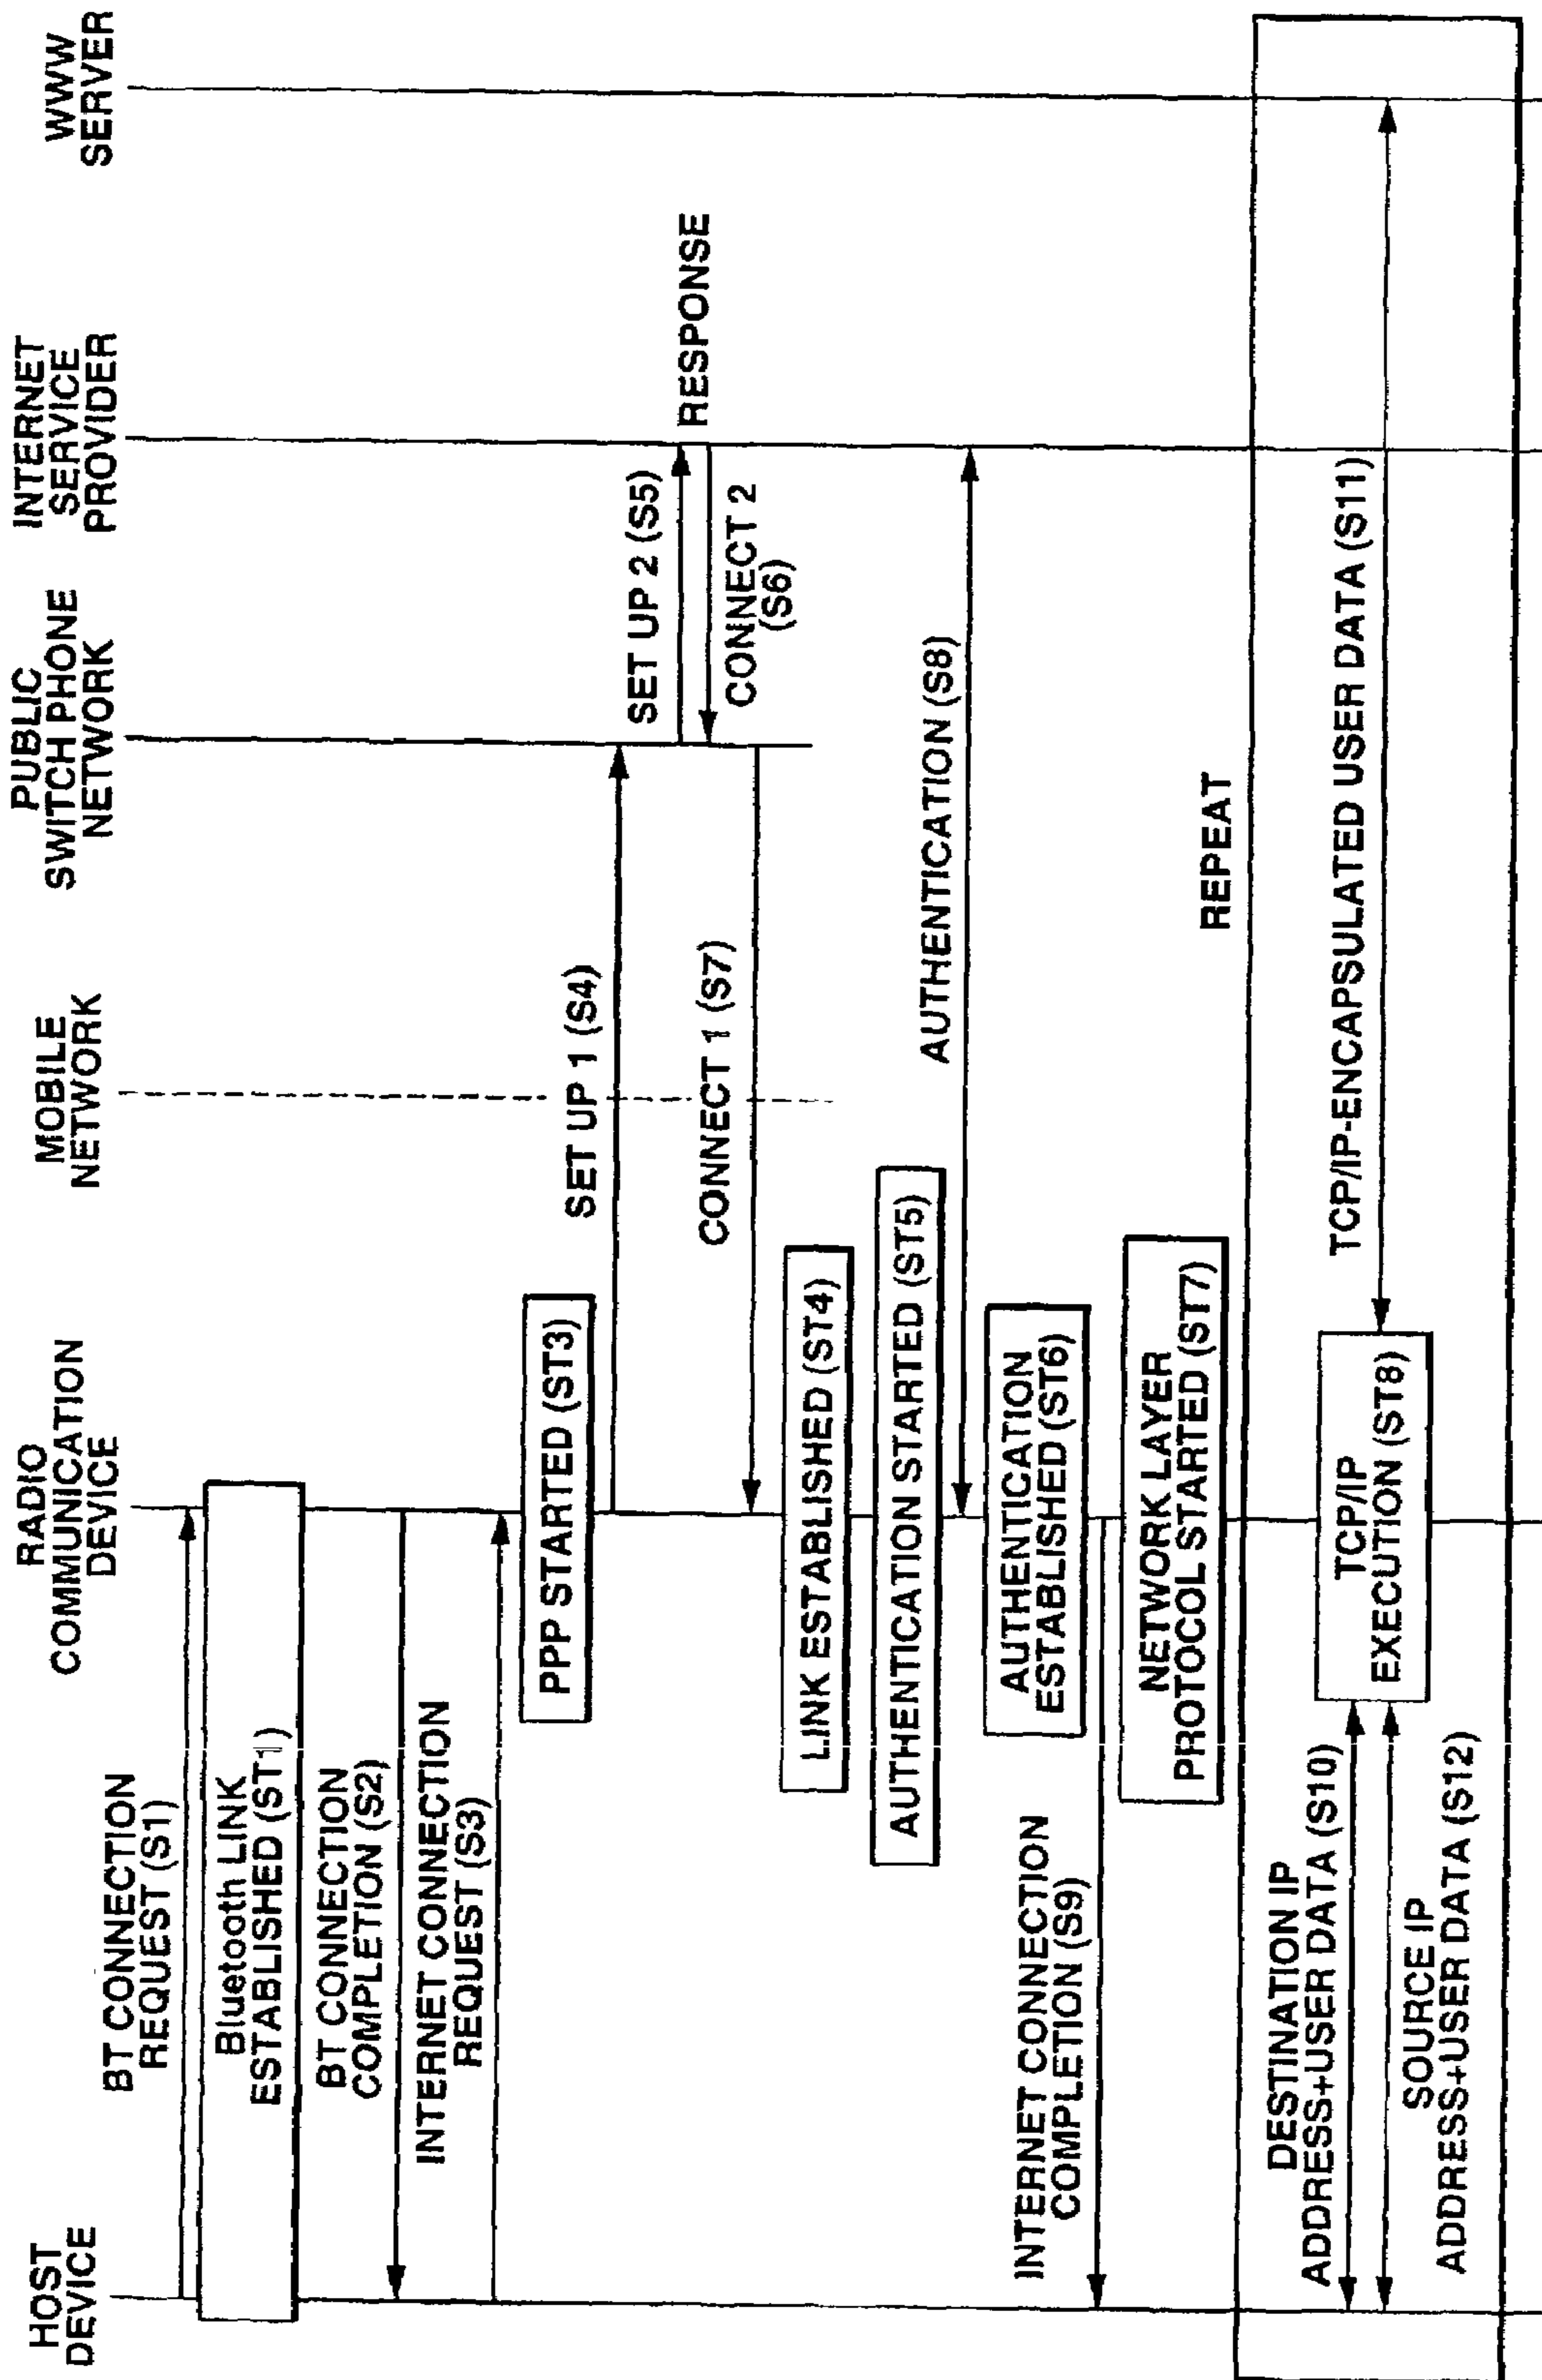 HOST
DEVICE
RADIO
COMMUNICATION
DEVICE
MOBILE
NETWORK
PUBLIC
SWITCH PHONE
NETWORK
INTERNET
SERVICE
PROVIDER
WWW
SERVER
BT CONNECTION
REQUEST (S1)
Bluetooth LINK
ESTABLISHED (ST1)
BT CONNECTION
COMPLETION (S2)
INTERNET CONNECTION
REQUEST (S3)
PPP STARTED (ST3)
SET UP 1 (S4)
SET UP 2 (S5)
RESPONSE
CONNECT 2
(S6)
CONNECT 1 (S7)
LINK ESTABLISHED (ST4)
AUTHENTICATION STARTED (ST5)
AUTHENTICATION (S8)
AUTHENTICATION
ESTABLISHED (ST6)
INTERNET CONNECTION
COMPLETION (S9)
NETWORK LAYER
PROTOCOL STARTED (ST7)
REPEAT
DESTINATION IP
ADDRESS+USER DATA (S10)
TCP/IP
EXECUTION (ST8)
TCP/IP-ENCAPSULATED USER DATA (S11)
SOURCE IP
ADDRESS+USER DATA (S12)